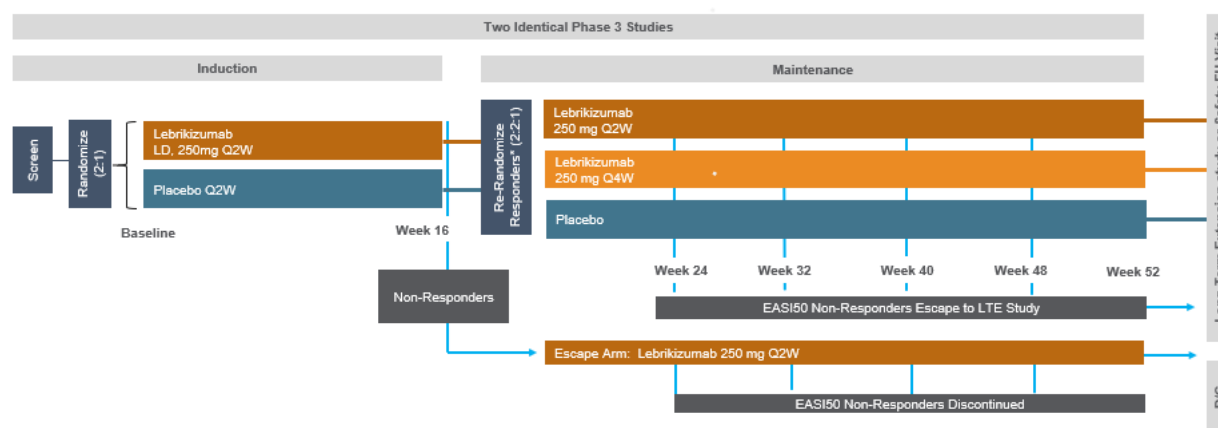 Two Identical Phase 3 Studies
Induction
Maintenance
Screen
Randomize
(2:1)
Lebrikizumab
LD, 250mg Q2W
Placebo Q2W
Baseline
Week 16
Re-Randomize
Responders* (2:2:1)
Lebrikizumab
250 mg Q2W
Lebrikizumab
250 mg Q4W
Placebo
Week 24
Week 32
Week 40
Week 48
Week 52
Non-Responders
EASI50 Non-Responders Escape to LTE Study
Escape Arm: Lebrikizumab 250 mg Q2W
EASI50 Non-Responders Discontinued